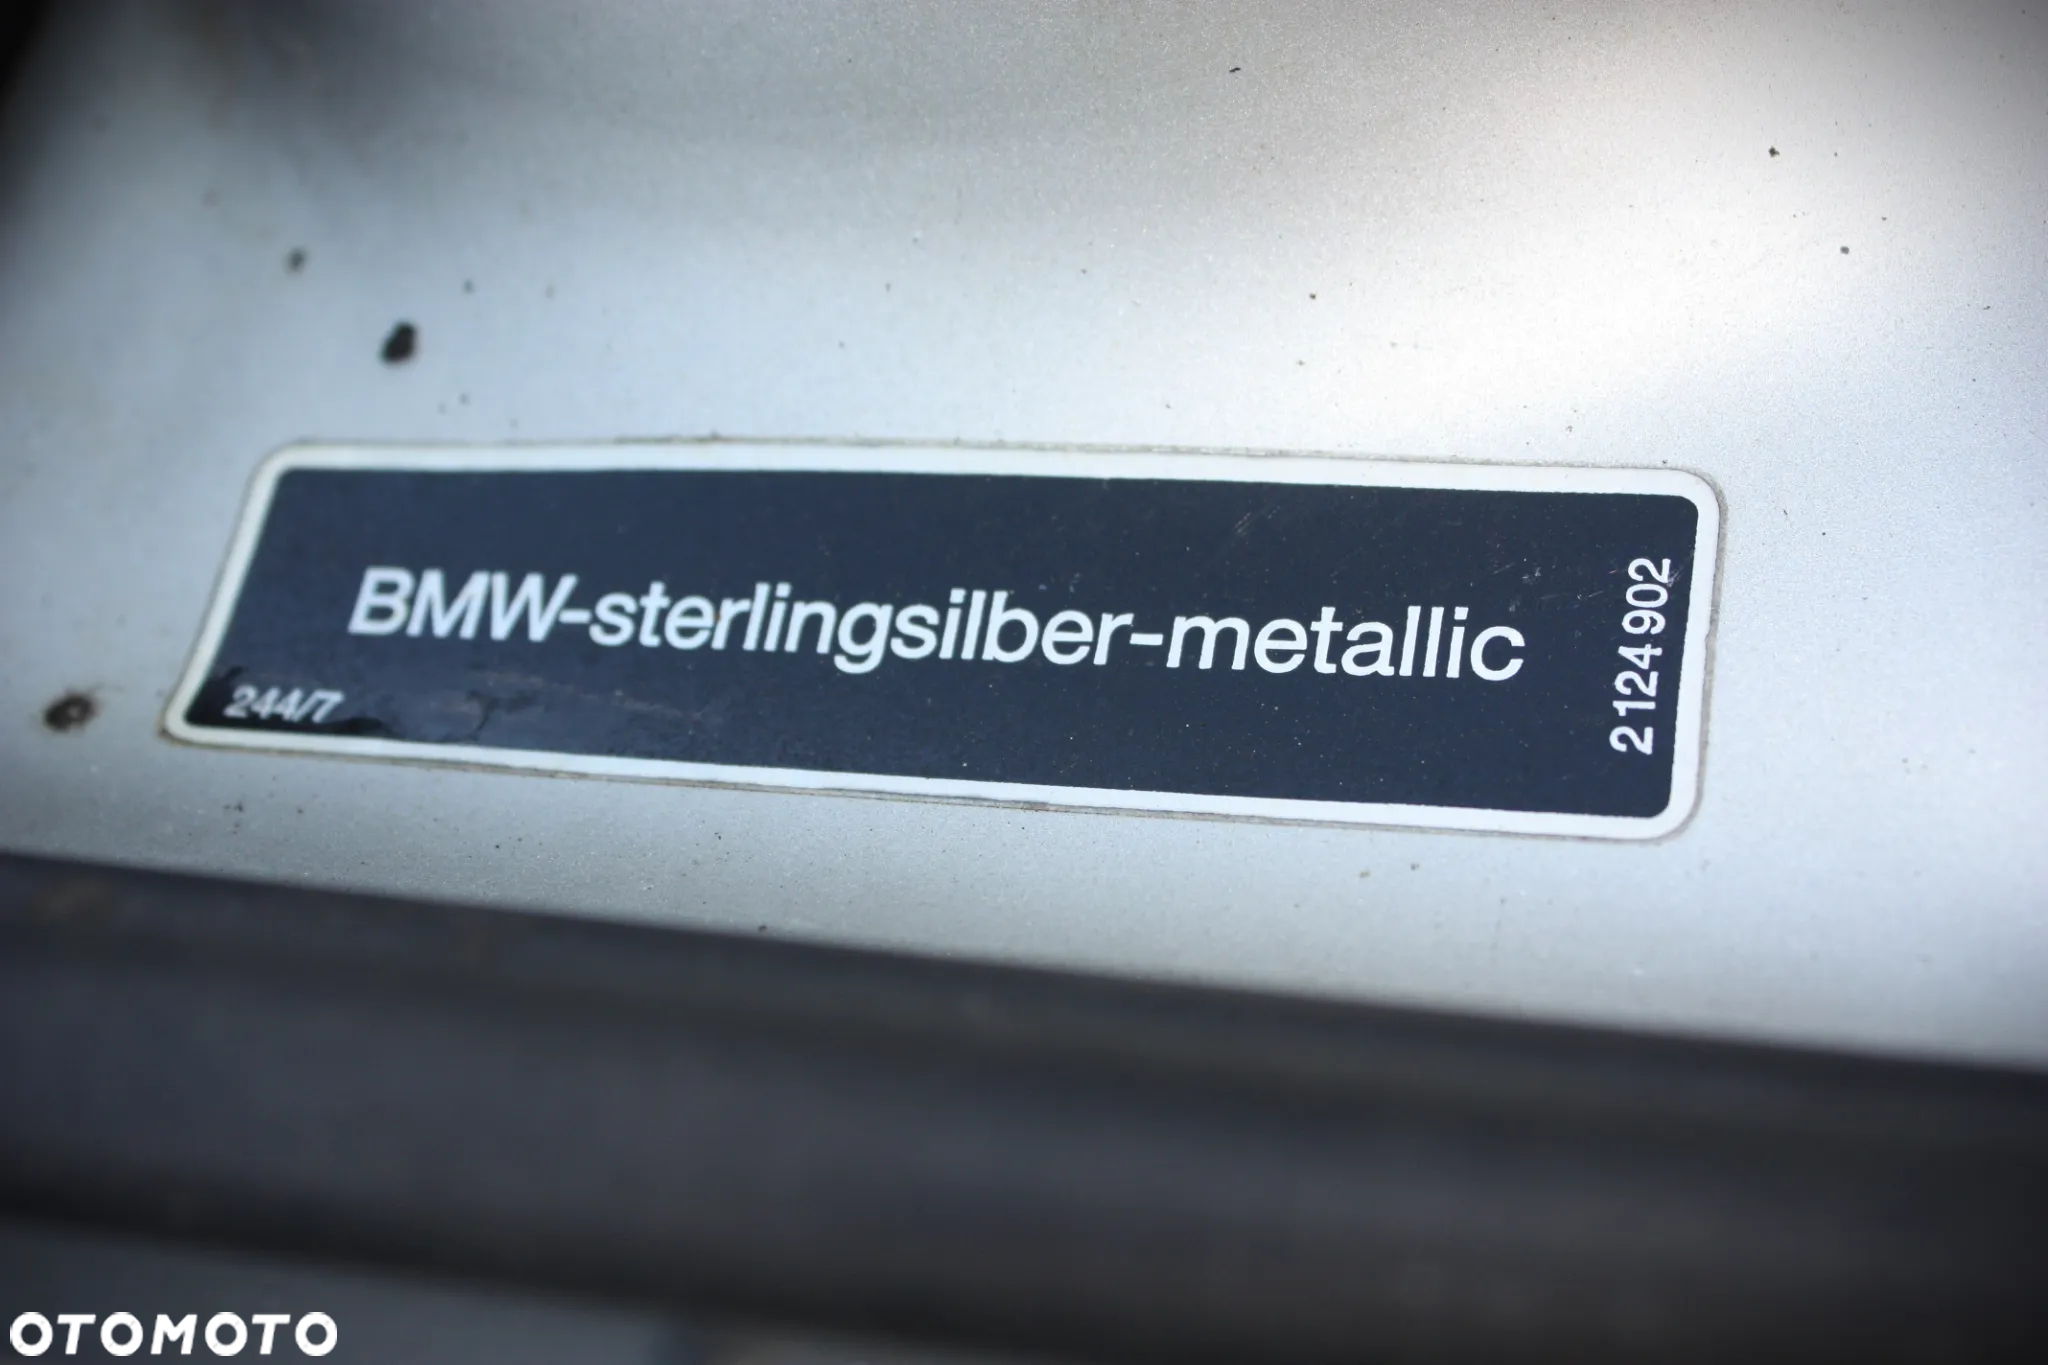 BMW-sterlingsilber-metallic
244/7
2 124 902
OTOMOTO